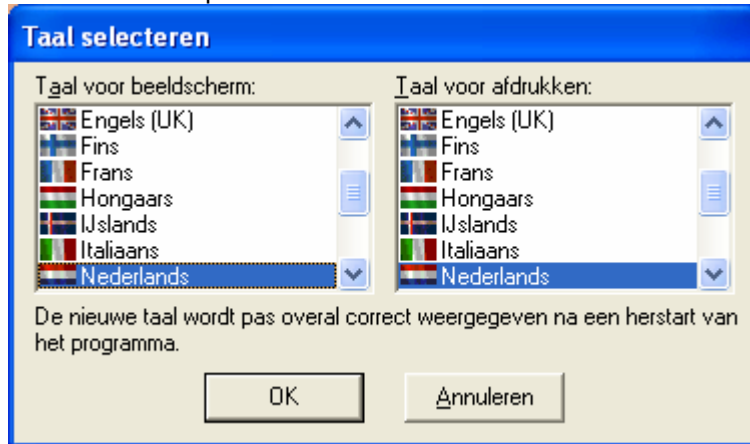 Taal selecteren
Taal voor beeldscherm:
Engels (UK)
Fins
Frans
Hongaars
IJslands
Italiaans
Nederlands
Taal voor afdrukken:
Engels (UK)
Fins
Frans
Hongaars
IJslands
Italiaans
Nederlands
De nieuwe taal wordt pas overal correct weergegeven na een herstart van
het programma.
OK
Annuleren